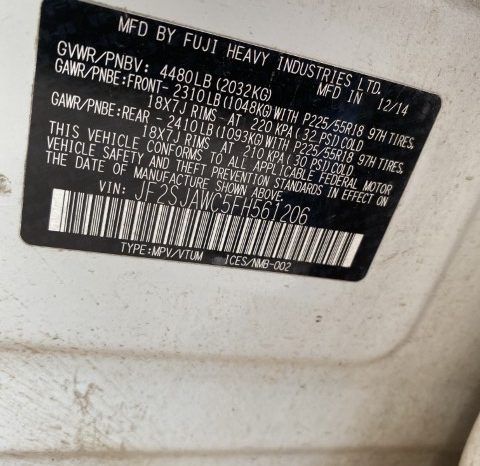 MFD BY FUJI HEAVY INDUSTRIES LTD.
MFD IN 12/14
GVWR/PNBV: 4480LB (2032KG)
GAWR/PNBE:FRONT- 2310LB (1048KG) WITH P225/55R18 97H TIRES,
18X7J RIMS AT 220 KPA (32 PSI) COLD
GAWR/PNBE:REAR - 2410LB (1093KG) WITH P225/55R18 97H TIRES,
18X7J RIMS AT 210 KPA (30 PSI) COLD
THIS VEHICLE CONFORMS TO ALL APPLICABLE FEDERAL MOTOR
VEHICLE SAFETY AND THEFT PREVENTION STANDARDS IN EFFECT ON
THE DATE OF MANUFACTURE SHOWN ABOVE.
VIN: JF2SJAWC5FH561206
TYPE:MPV/VTUM ICES/NMB-002